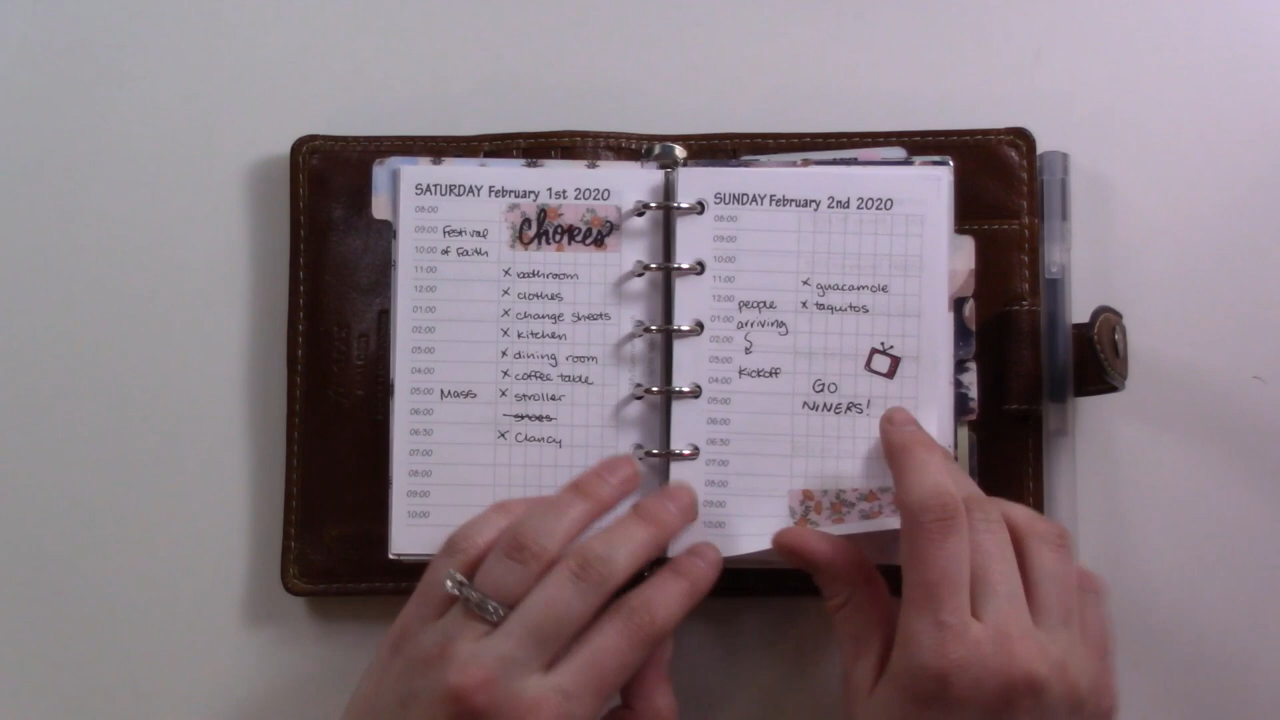 SATURDAY February 1st 2020
chores
08:00
09:00 Festival
10:00 of Faith
11:00 x bathroom
12:00 x clothes
01:00 x change sheets
02:00 x kitchen
03:00 x dining room
04:00 x coffee table
05:00 Mass x stroller
06:00 shoes
06:30 x Clancy
07:00
08:00
09:00
10:00
SUNDAY February 2nd 2020
08:00
09:00
10:00
11:00 x guacamole
12:00 people x taquitos
01:00 arriving
02:00
03:00 Kickoff
04:00 GO
05:00 NINERS!
06:00
06:30
07:00
08:00
09:00
10:00